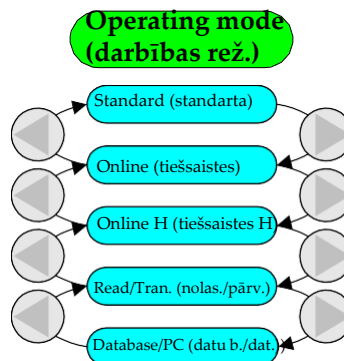 Operating mode
(darbības rež.)
Standard (standarta)
Online (tiešsaistes)
Online H (tiešsaistes H
Read/Tran. (nolas./pārv.)
Database/PC (datu b./dat.